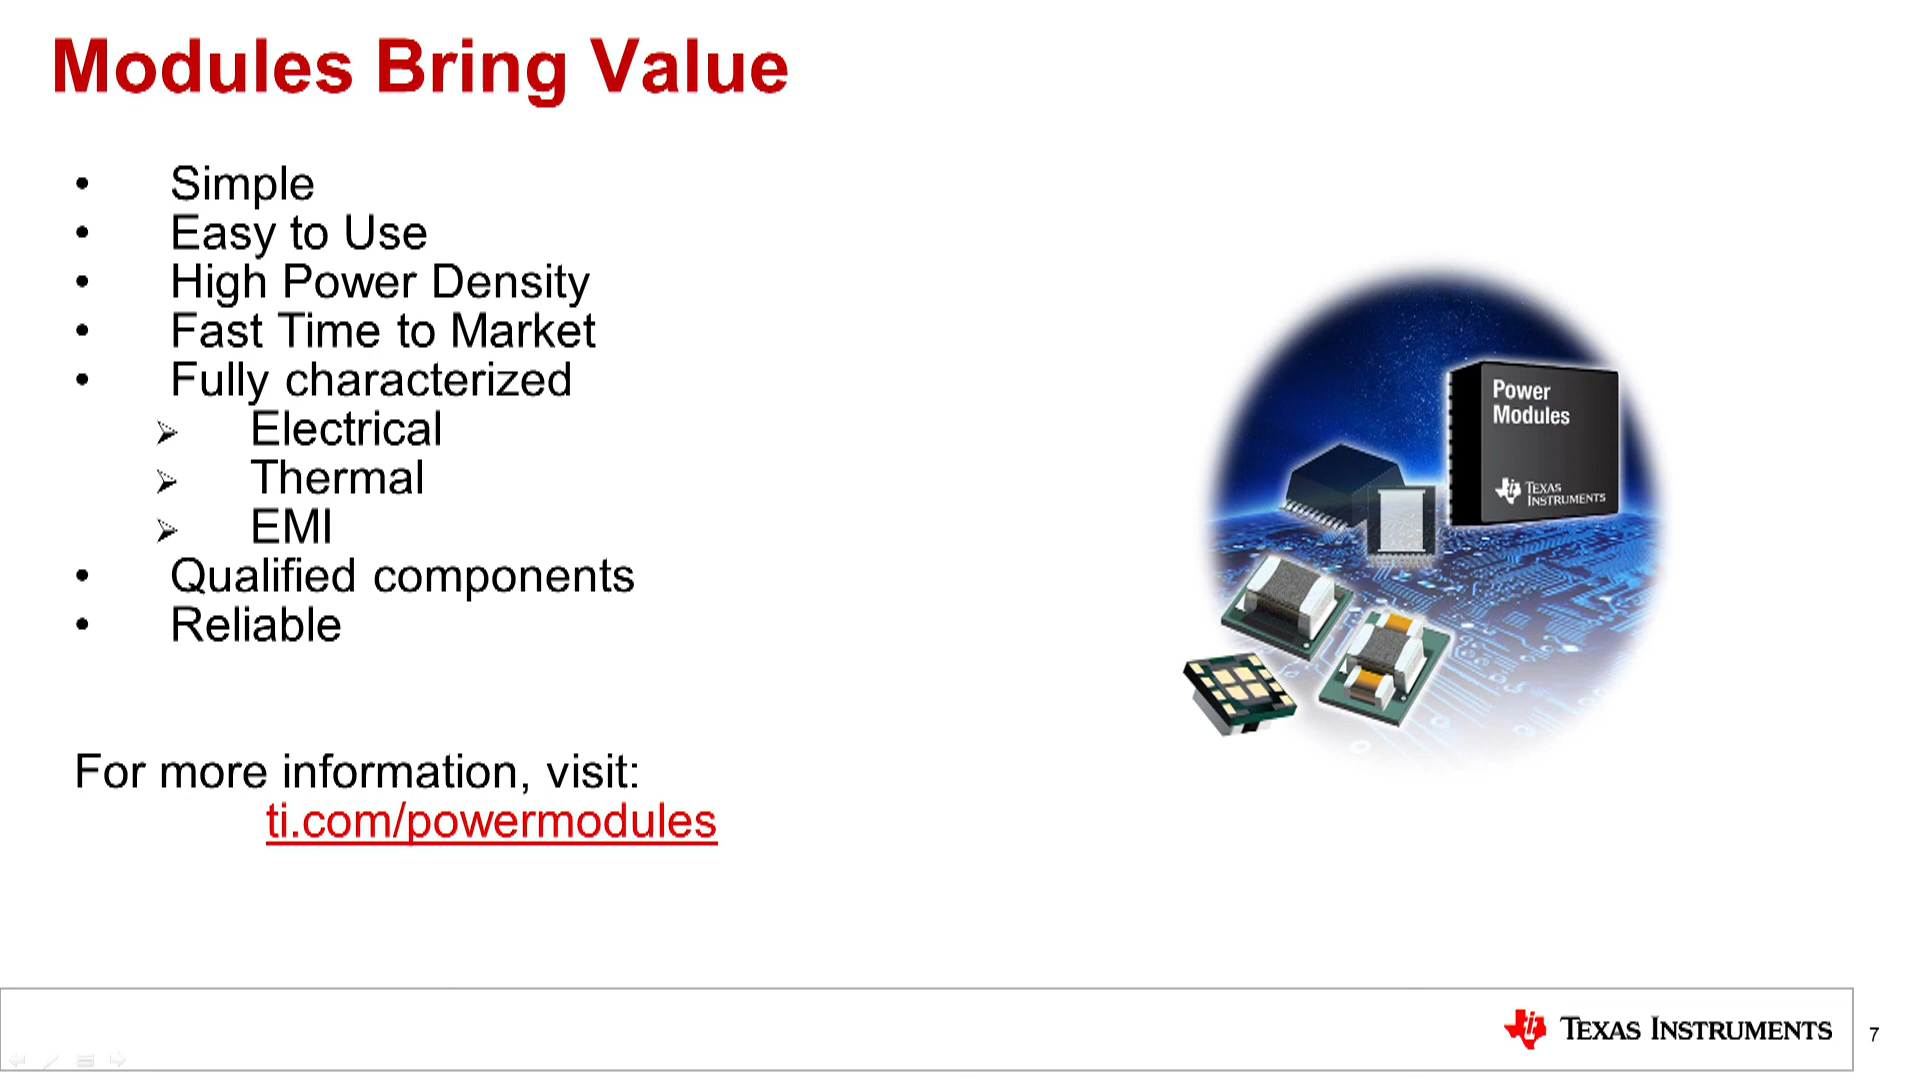 Modules Bring Value
• Simple
• Easy to Use
• High Power Density
• Fast Time to Market
• Fully characterized
➢ Electrical
➢ Thermal
➢ EMI
• Qualified components
• Reliable
For more information, visit:
ti.com/powermodules
Power
Modules
TEXAS
INSTRUMENTS
TEXAS INSTRUMENTS
7